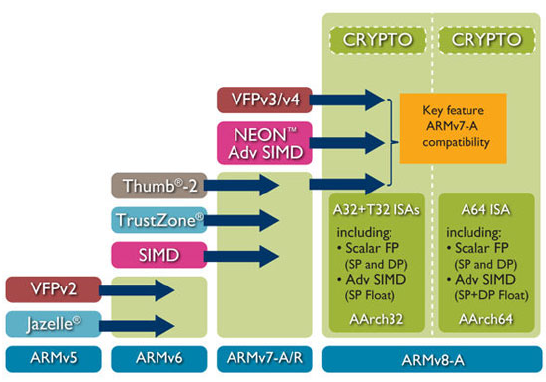 CRYPTO
CRYPTO
VFPv3/v4
NEON™
Adv SIMD
Key feature
ARMv7-A
compatibility
Thumb®-2
TrustZone®
SIMD
A32+T32 ISAs
including:
• Scalar FP
(SP and DP)
• Adv SIMD
(SP Float)
AArch32
A64 ISA
including:
• Scalar FP
(SP and DP)
• Adv SIMD
(SP+DP Float)
AArch64
VFPv2
Jazelle®
ARMv5
ARMv6
ARMv7-A/R
ARMv8-A